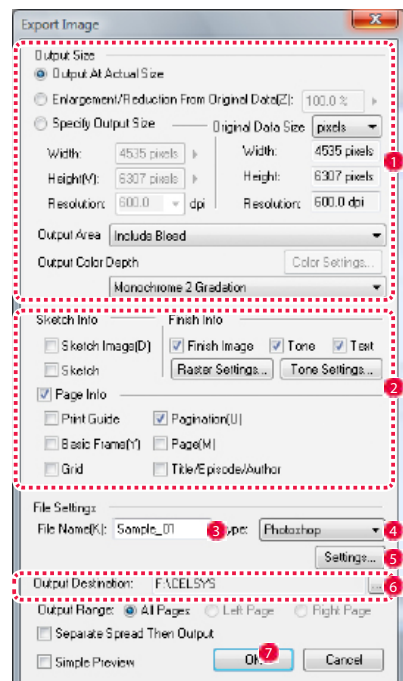 Export Image
Output Size
Output At Actual Size
Enlargement/Reduction From Original Data(Z): 100.0 %
Specify Output Size Original Data Size pixels
Width: 4535 pixels Width: 4535 pixels
Height(V): 6307 pixels Height: 6307 pixels
Resolution: 600.0 dpi Resolution: 600.0 dpi
1
Output Area Include Bleed
Output Color Depth Color Settings...
Monochrome 2 Gradation
Sketch Info Finish Info
Sketch Image(D) Finish Image Tone Text
Sketch Raster Settings... Tone Settings...
2
Page Info
Print Guide Pagination(U)
Basic Frame(Y) Page(M)
Grid Title/Episode/Author
File Settings
File Name(K): Sample_01 3 Photoshop 4
Settings... 5
Output Destination: F:\CELSYS ... 6
Output Range: All Pages Left Page Right Page
Separate Spread Then Output
7
Simple Preview Cancel